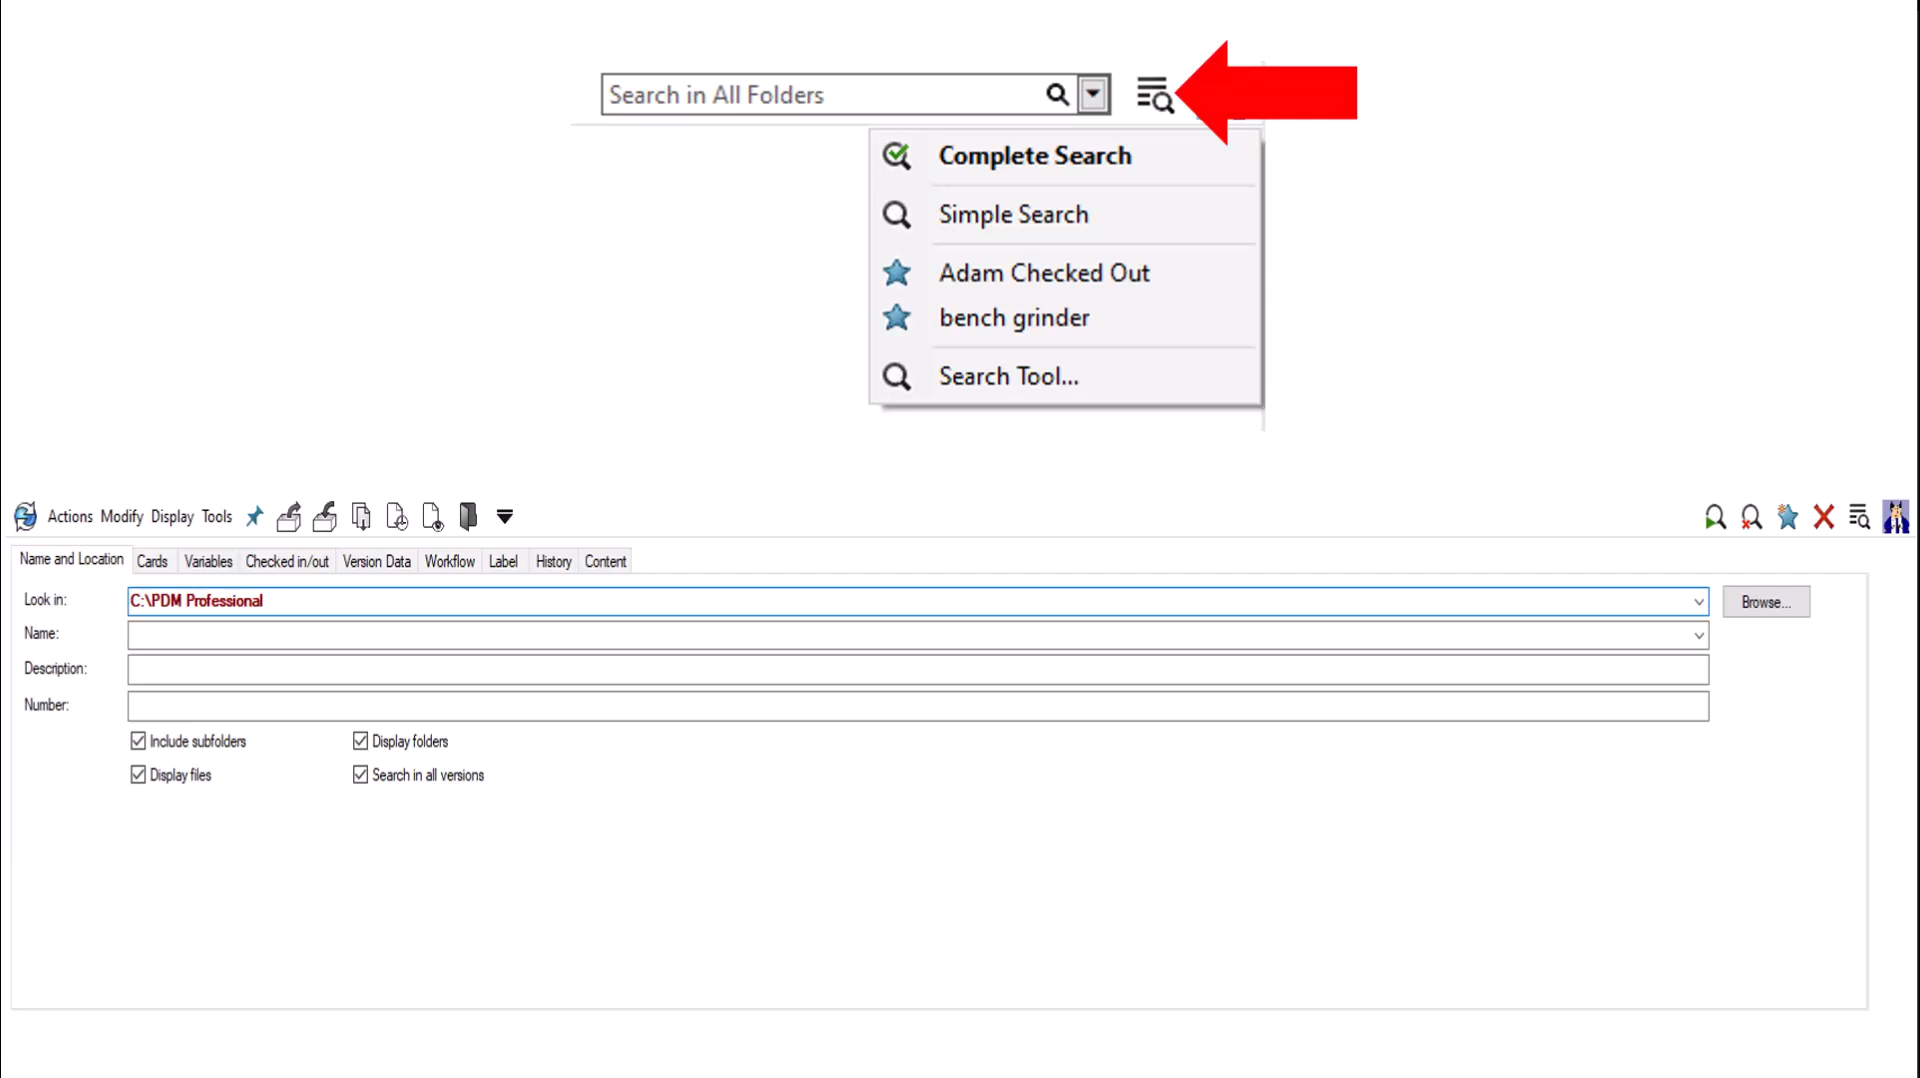 Search in All Folders
Complete Search
Simple Search
Adam Checked Out
bench grinder
Search Tool...
Actions Modify Display Tools
Name and Location Cards Variables Checked in/out Version Data Workflow Label History Content
Look in: C:\PDM Professional Browse...
Name:
Description:
Number:
Include subfolders Display folders
Display files Search in all versions